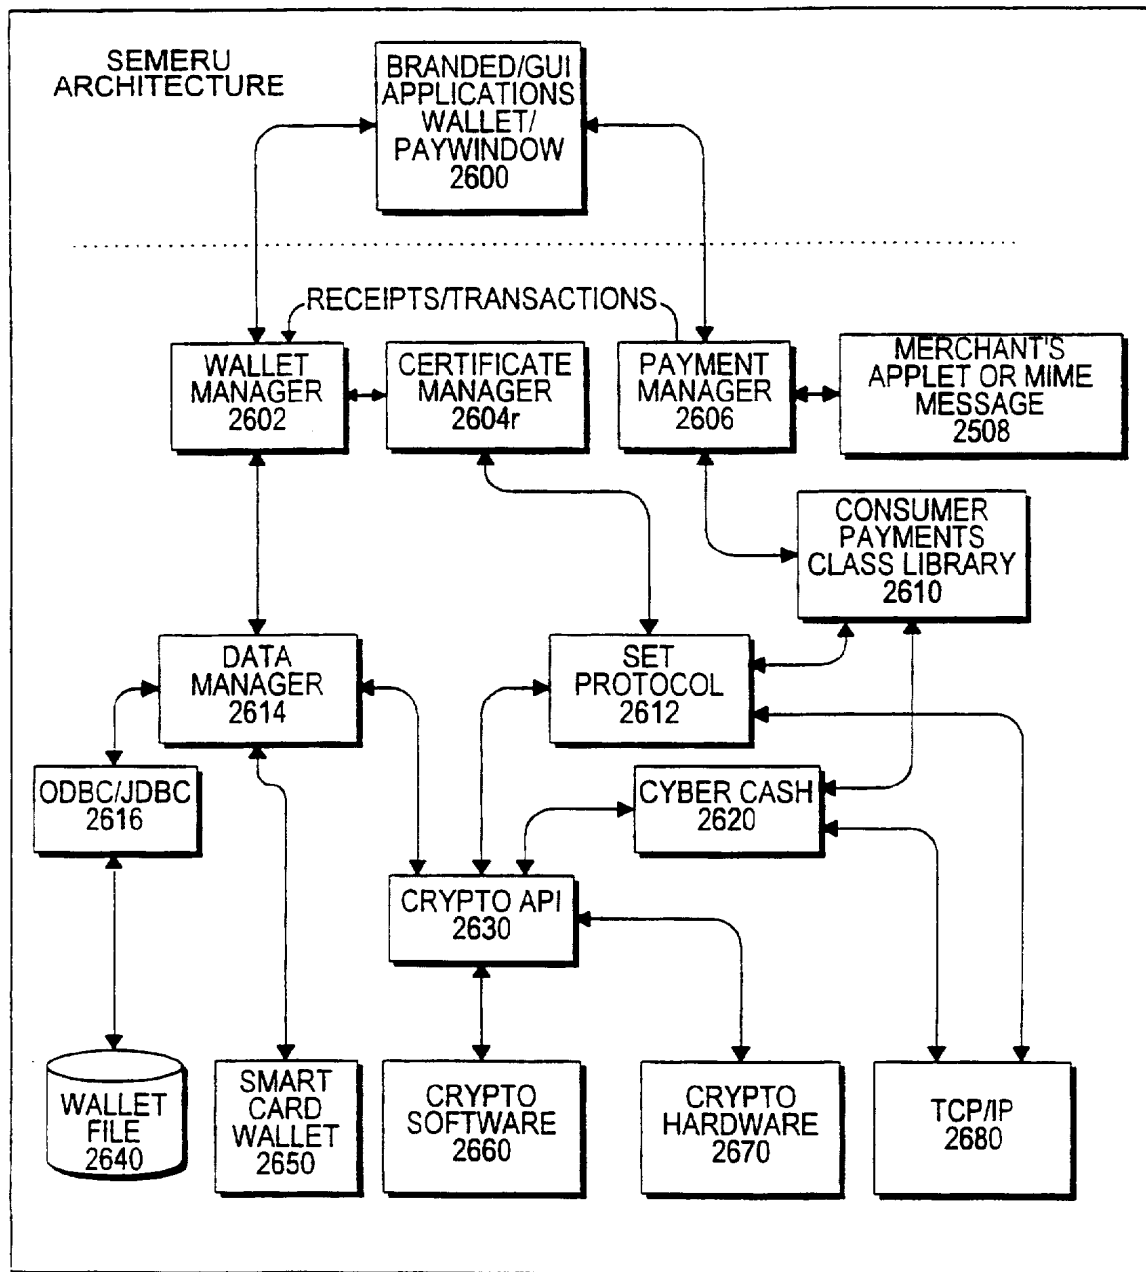 SEMERU
ARCHITECTURE
BRANDED/GUI
APPLICATIONS
WALLET/
PAYWINDOW
2600
RECEIPTS/TRANSACTIONS
WALLET
MANAGER
2602
CERTIFICATE
MANAGER
2604r
PAYMENT
MANAGER
2606
MERCHANT'S
APPLET OR MIME
MESSAGE
2508
CONSUMER
PAYMENTS
CLASS LIBRARY
2610
DATA
MANAGER
2614
SET
PROTOCOL
2612
ODBC/JDBC
2616
CYBER CASH
2620
CRYPTO API
2630
WALLET
FILE
2640
SMART
CARD
WALLET
2650
CRYPTO
SOFTWARE
2660
CRYPTO
HARDWARE
2670
TCP/IP
2680